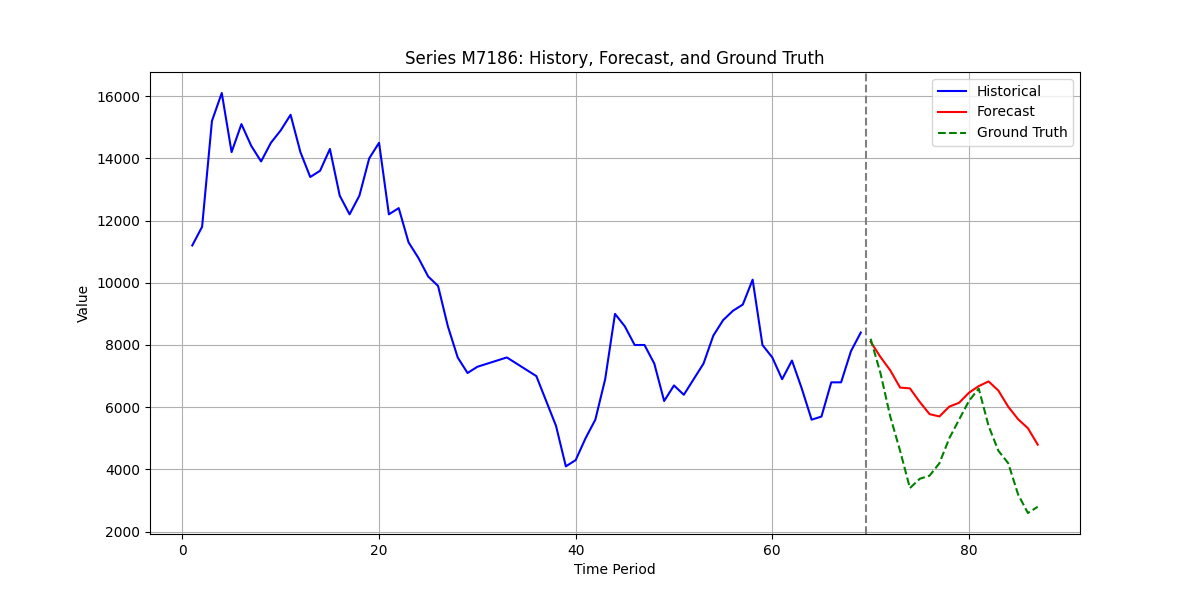 Series M7186: History, Forecast, and Ground Truth
Value
16000
14000
12000
10000
8000
6000
4000
2000
0
20
40
60
80
Time Period
Historical
Forecast
Ground Truth